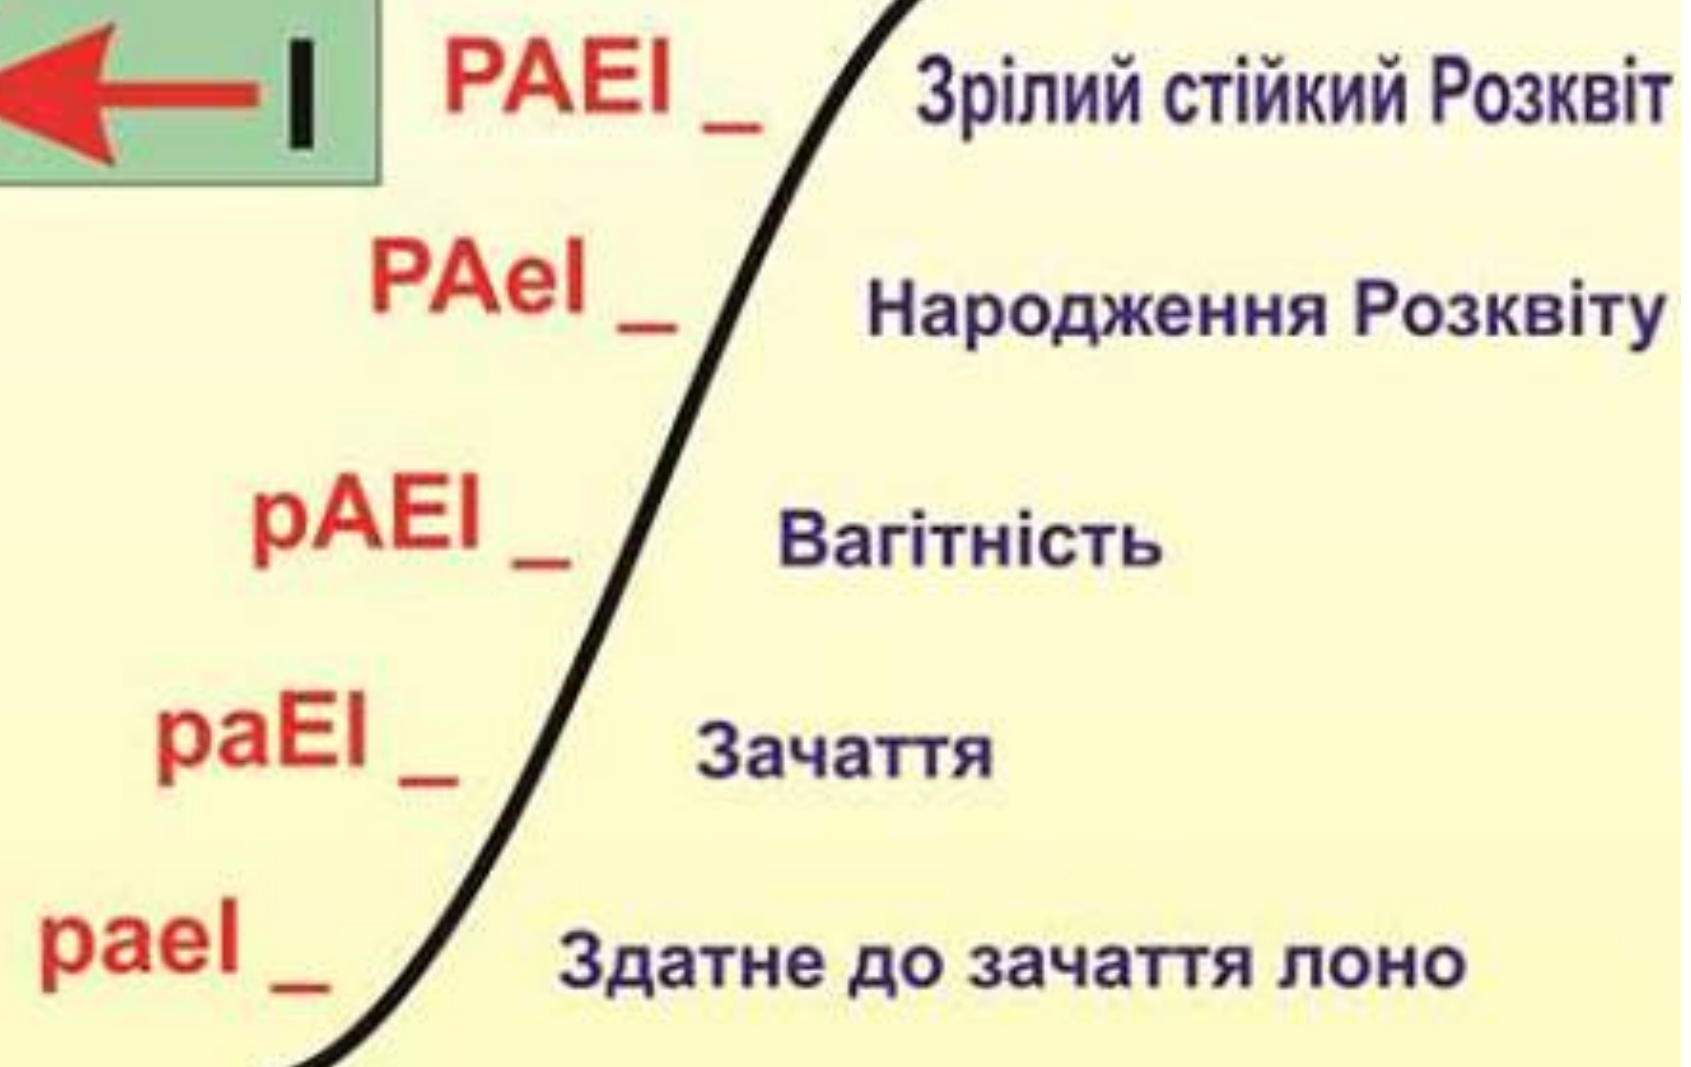 I
PAEI _ Зрілий стійкий Розквіт
PAeI _ Народження Розквіту
pAEI _ Вагітність
paEI _ Зачаття
paeI _ Здатне до зачаття лоно